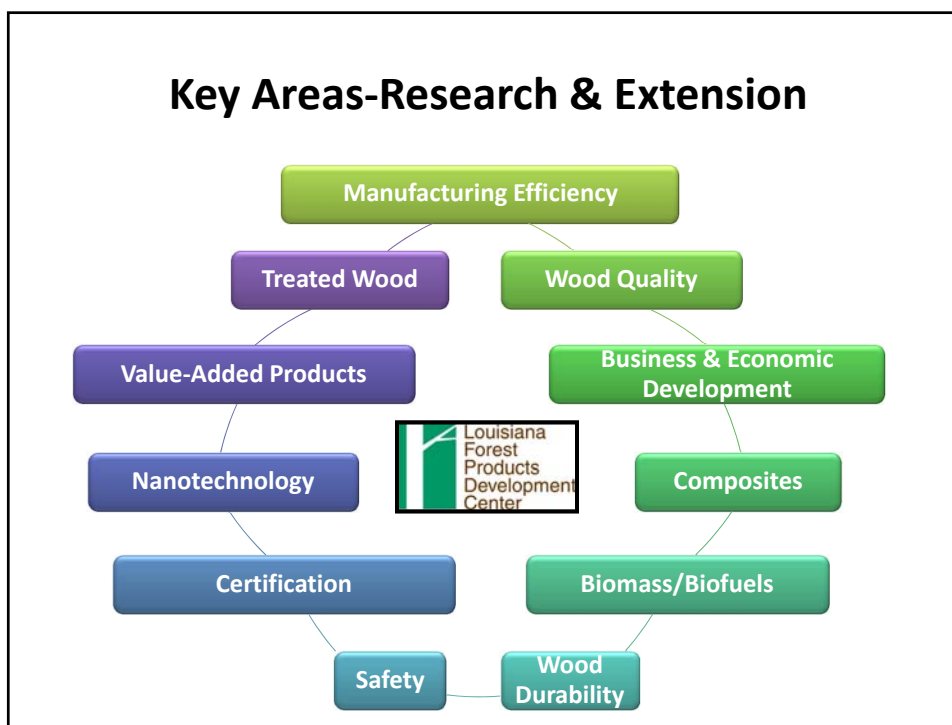 Key Areas-Research & Extension
Manufacturing Efficiency
Treated Wood
Wood Quality
Value-Added Products
Business & Economic
Development
Louisiana
Forest
Products
Development
Center
Nanotechnology
Composites
Certification
Biomass/Biofuels
Safety
Wood
Durability